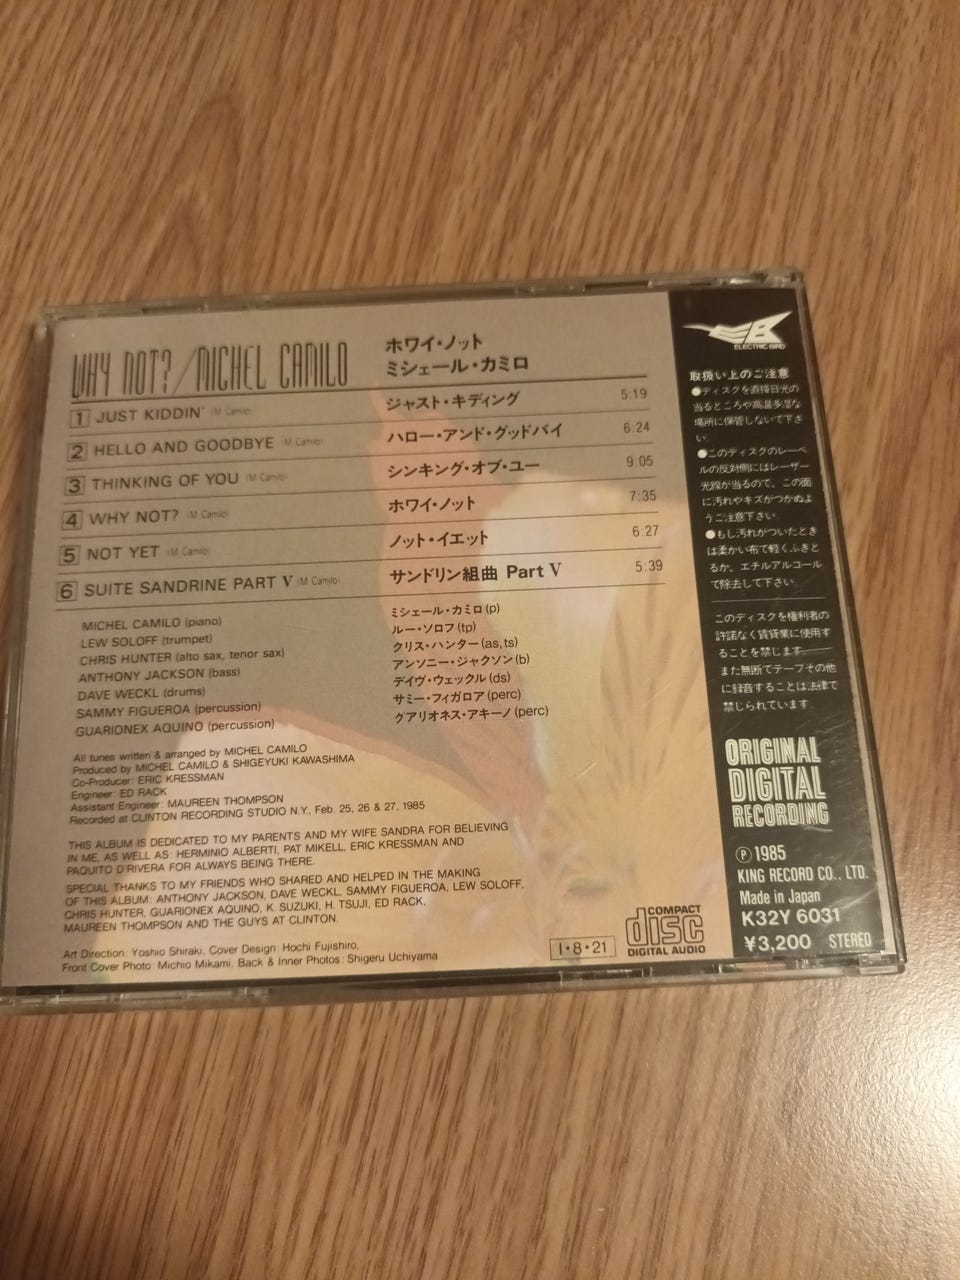 WHY NOT?/MICHEL CAMILO
ホワイ・ノット
ミシェール・カミロ
1 JUST KIDDIN' (M. Camilo) ジャスト・キディング 5:19
2 HELLO AND GOODBYE (M. Camilo) ハロー・アンド・グッドバイ 6:24
3 THINKING OF YOU (M. Camilo) シンキング・オブ・ユー 9:05
4 WHY NOT? (M. Camilo) ホワイ・ノット 7:35
5 NOT YET (M. Camilo) ノット・イエット 6:27
6 SUITE SANDRINE PART V (M. Camilo) サンドリン組曲 Part V 5:39
MICHEL CAMILO (piano) ミシェール・カミロ(p)
LEW SOLOFF (trumpet) ルー・ソロフ(tp)
CHRIS HUNTER (alto sax, tenor sax) クリス・ハンター(as,ts)
ANTHONY JACKSON (bass) アンソニー・ジャクソン(b)
DAVE WECKL (drums) デイヴ・ウェックル(ds)
SAMMY FIGUEROA (percussion) サミー・フィガロア(perc)
GUARIONEX AQUINO (percussion) グアリオネス・アキーノ(perc)
All tunes written & arranged by MICHEL CAMILO
Produced by MICHEL CAMILO & SHIGEYUKI KAWASHIMA
Co-Producer: ERIC KRESSMAN
Engineer: ED RACK
Assistant Engineer: MAUREEN THOMPSON
Recorded at CLINTON RECORDING STUDIO N.Y., Feb. 25, 26 & 27, 1985
THIS ALBUM IS DEDICATED TO MY PARENTS AND MY WIFE SANDRA FOR BELIEVING
IN ME, AS WELL AS: HERMINIO ALBERTI, PAT MIKELL, ERIC KRESSMAN AND
PAQUITO D'RIVERA FOR ALWAYS BEING THERE.
SPECIAL THANKS TO MY FRIENDS WHO SHARED AND HELPED IN THE MAKING
OF THIS ALBUM: ANTHONY JACKSON, DAVE WECKL, SAMMY FIGUEROA, LEW SOLOFF,
CHRIS HUNTER, GUARIONEX AQUINO, K. SUZUKI, H. TSUJI, ED RACK,
MAUREEN THOMPSON AND THE GUYS AT CLINTON.
Art Direction: Yoshio Shiraki, Cover Design: Hochi Fujishiro,
Front Cover Photo: Michio Mikami, Back & Inner Photos: Shigeru Uchiyama
I・8・21
COMPACT
disc
DIGITAL AUDIO
EB
ELECTRIC BIRD
取扱い上のご注意
●ディスクを直接日光の
当るところや高温多湿な
場所に保管しないで下さ
い。
●このディスクのレーベ
ルの反対側にはレーザー
光線が当るので、この面
に汚れやキズがつかぬよ
うご注意下さい。
●もし汚れがついたとき
は柔かい布で軽くふきと
るか、エチルアルコール
で除去して下さい。
このディスクを権利者の
許諾なく賃貸業に使用す
ることを禁じます。
また無断でテープその他
に録音することは法律で
禁じられています。
ORIGINAL
DIGITAL
RECORDING
Ⓟ1985
KING RECORD CO., LTD.
Made in Japan
K32Y 6031
¥3,200 STEREO